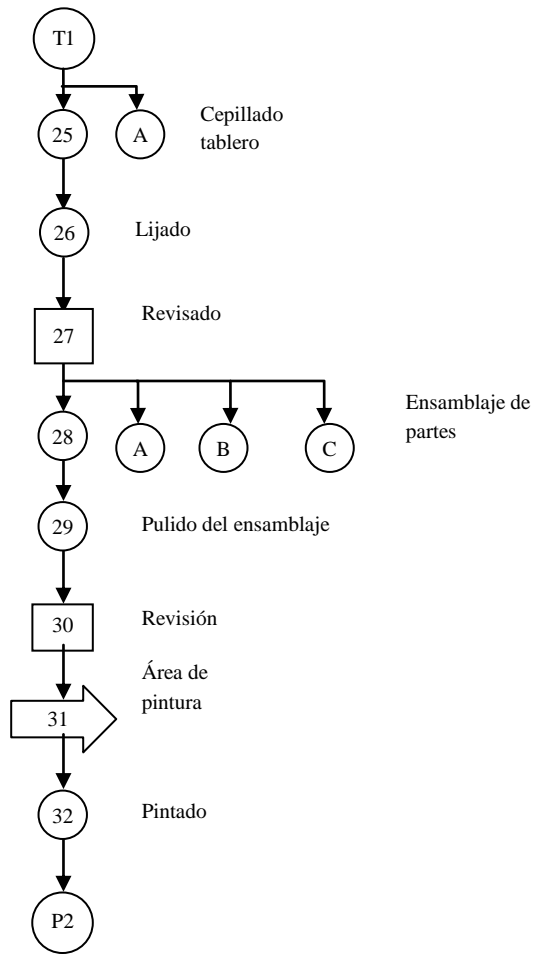 T1
25
A
Cepillado
tablero
26
Lijado
Revisado
27
Ensamblaje de
partes
28
A
B
C
29
Pulido del ensamblaje
30
Revisión
Área de
pintura
31
32
Pintado
P2